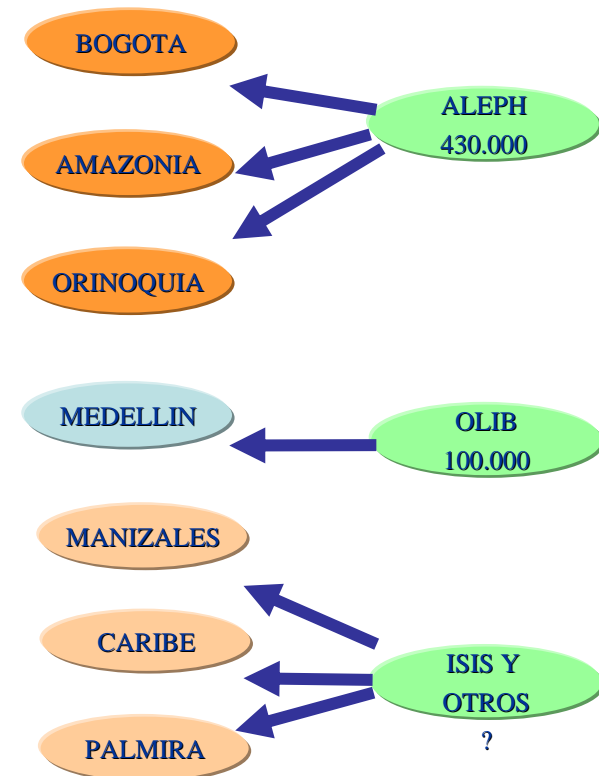 BOGOTA
ALEPH
430.000
AMAZONIA
ORINOQUIA
MEDELLIN
OLIB
100.000
MANIZALES
CARIBE
ISIS Y
OTROS
?
PALMIRA